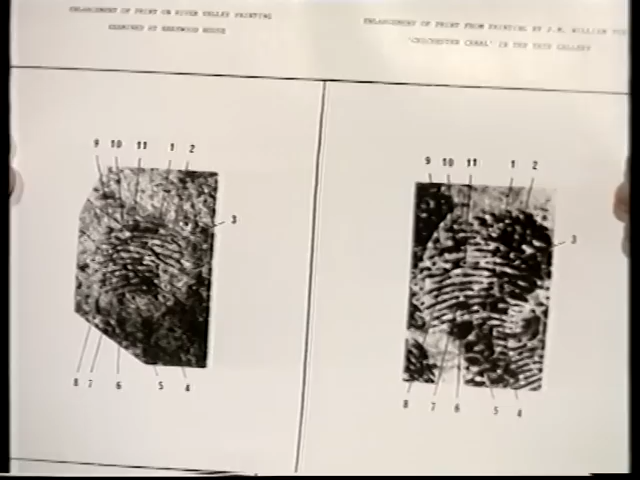 ENLARGEMENT OF PRINT ON RIVER VALLEY PAINTING
EXAMINED AT HAREWOOD HOUSE
9 10 11 1 2
3
8 7 6 5 4
ENLARGEMENT OF PRINT FROM PAINTING BY J.M. WILLIAM
'CHICHESTER CANAL' IN THE TATE GALLERY
9 10 11 1 2
3
8 7 6 5 4